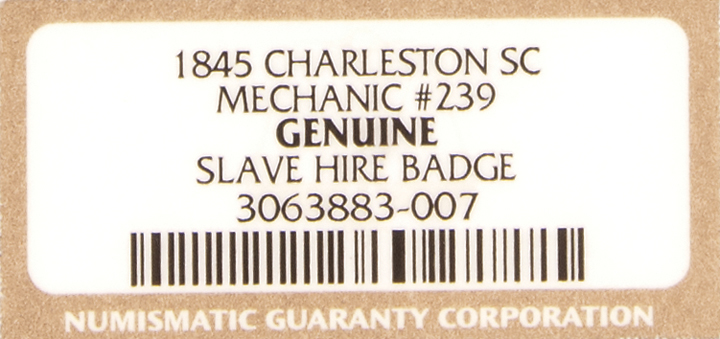 1845 CHARLESTON SC
MECHANIC #239
GENUINE
SLAVE HIRE BADGE
3063883-007
NUMISMATIC GUARANTY CORPORATION